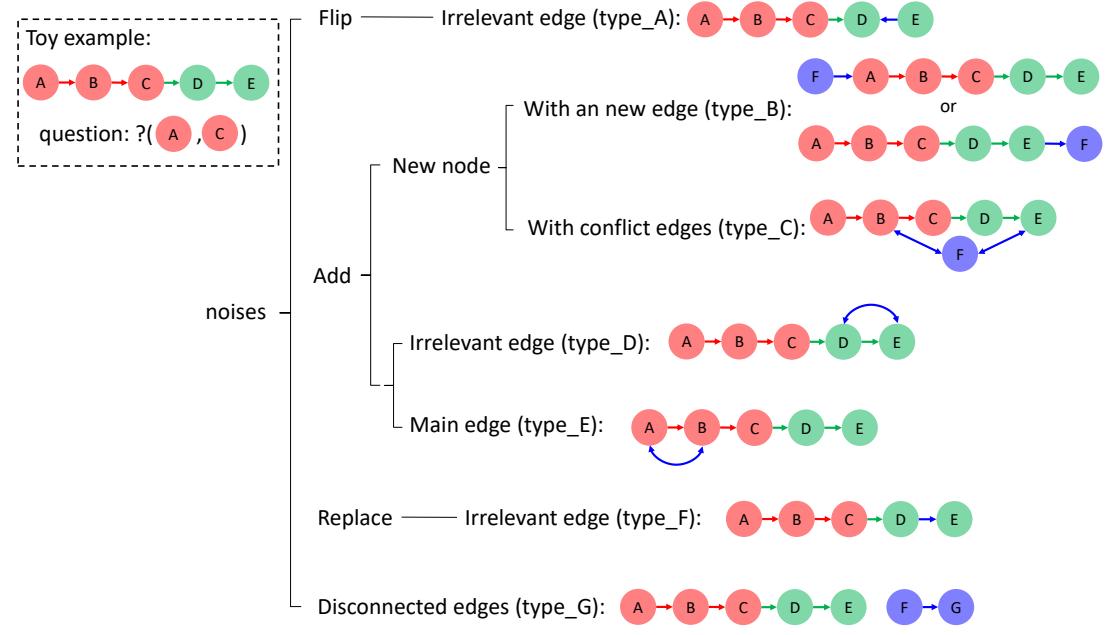 Toy example:
A B C D E
question: ?( A , C )
noises
Flip
Irrelevant edge (type_A):
A B C D E
Add
New node
With an new edge (type_B):
F A B C D E
or
A B C D E F
With conflict edges (type_C):
A B C D E
F
Irrelevant edge (type_D):
A B C D E
Main edge (type_E):
A B C D E
Replace
Irrelevant edge (type_F):
A B C D E
Disconnected edges (type_G):
A B C D E F G